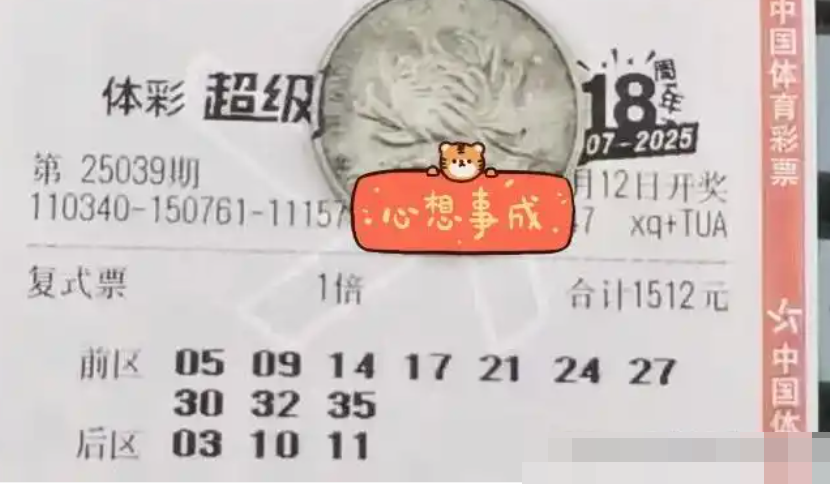 体彩 超级
18周年
07-2025
第 25039期
月12日开奖
110340-150761-11157
7 xq+TUA
心想事成
复式票 1倍 合计1512元
前区 05 09 14 17 21 24 27
30 32 35
后区 03 10 11
中国体育彩票
中国体